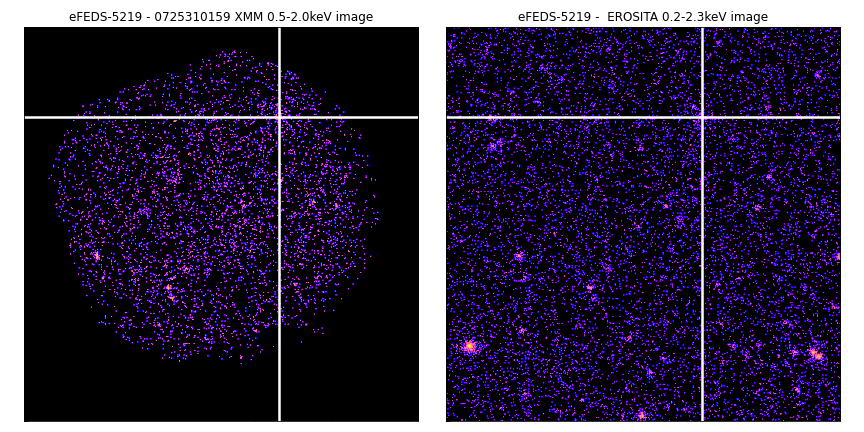 eFEDS-5219 - 0725310159 XMM 0.5-2.0keV image
eFEDS-5219 - EROSITA 0.2-2.3keV image